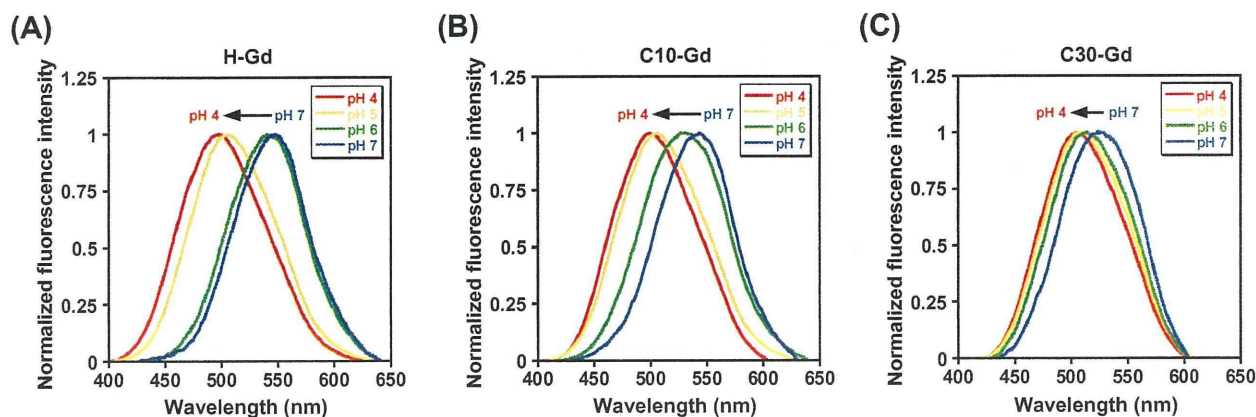 (A)
H-Gd
Normalized fluorescence intensity
1.25
1
0.75
0.5
0.25
0
pH 4 pH 7
pH 4
pH 5
pH 6
pH 7
400 450 500 550 600 650
Wavelength (nm)
(B)
C10-Gd
Normalized fluorescence intensity
1.25
1
0.75
0.5
0.25
0
pH 4 pH 7
pH 4
pH 5
pH 6
pH 7
400 450 500 550 600 650
Wavelength (nm)
(C)
C30-Gd
Normalized fluorescence intensity
1.25
1
0.75
0.5
0.25
0
pH 4 pH 7
pH 4
pH 5
pH 6
pH 7
400 450 500 550 600 650
Wavelength (nm)